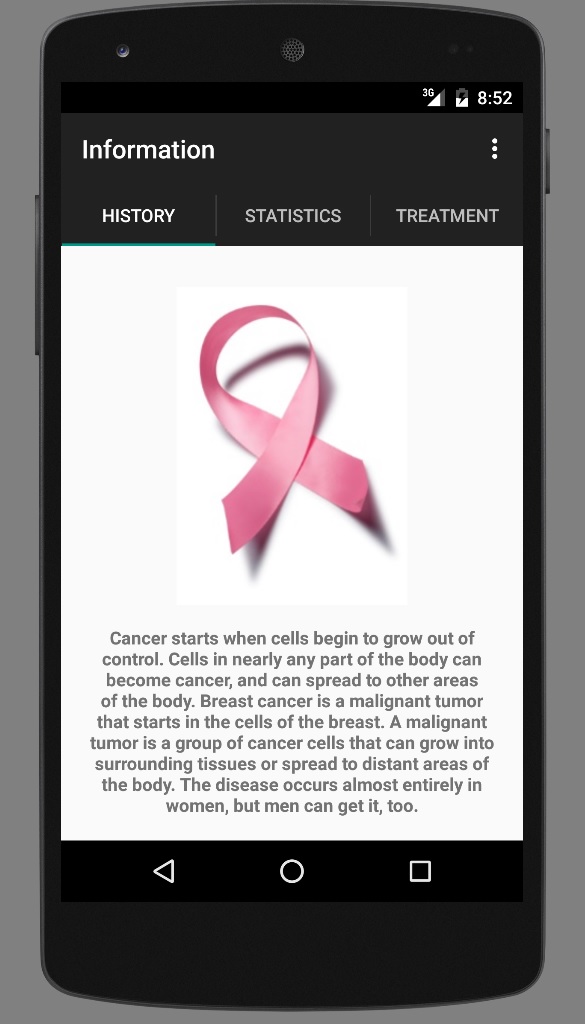 3G 8:52
Information
HISTORY STATISTICS TREATMENT
Cancer starts when cells begin to grow out of
control. Cells in nearly any part of the body can
become cancer, and can spread to other areas
of the body. Breast cancer is a malignant tumor
that starts in the cells of the breast. A malignant
tumor is a group of cancer cells that can grow into
surrounding tissues or spread to distant areas of
the body. The disease occurs almost entirely in
women, but men can get it, too.